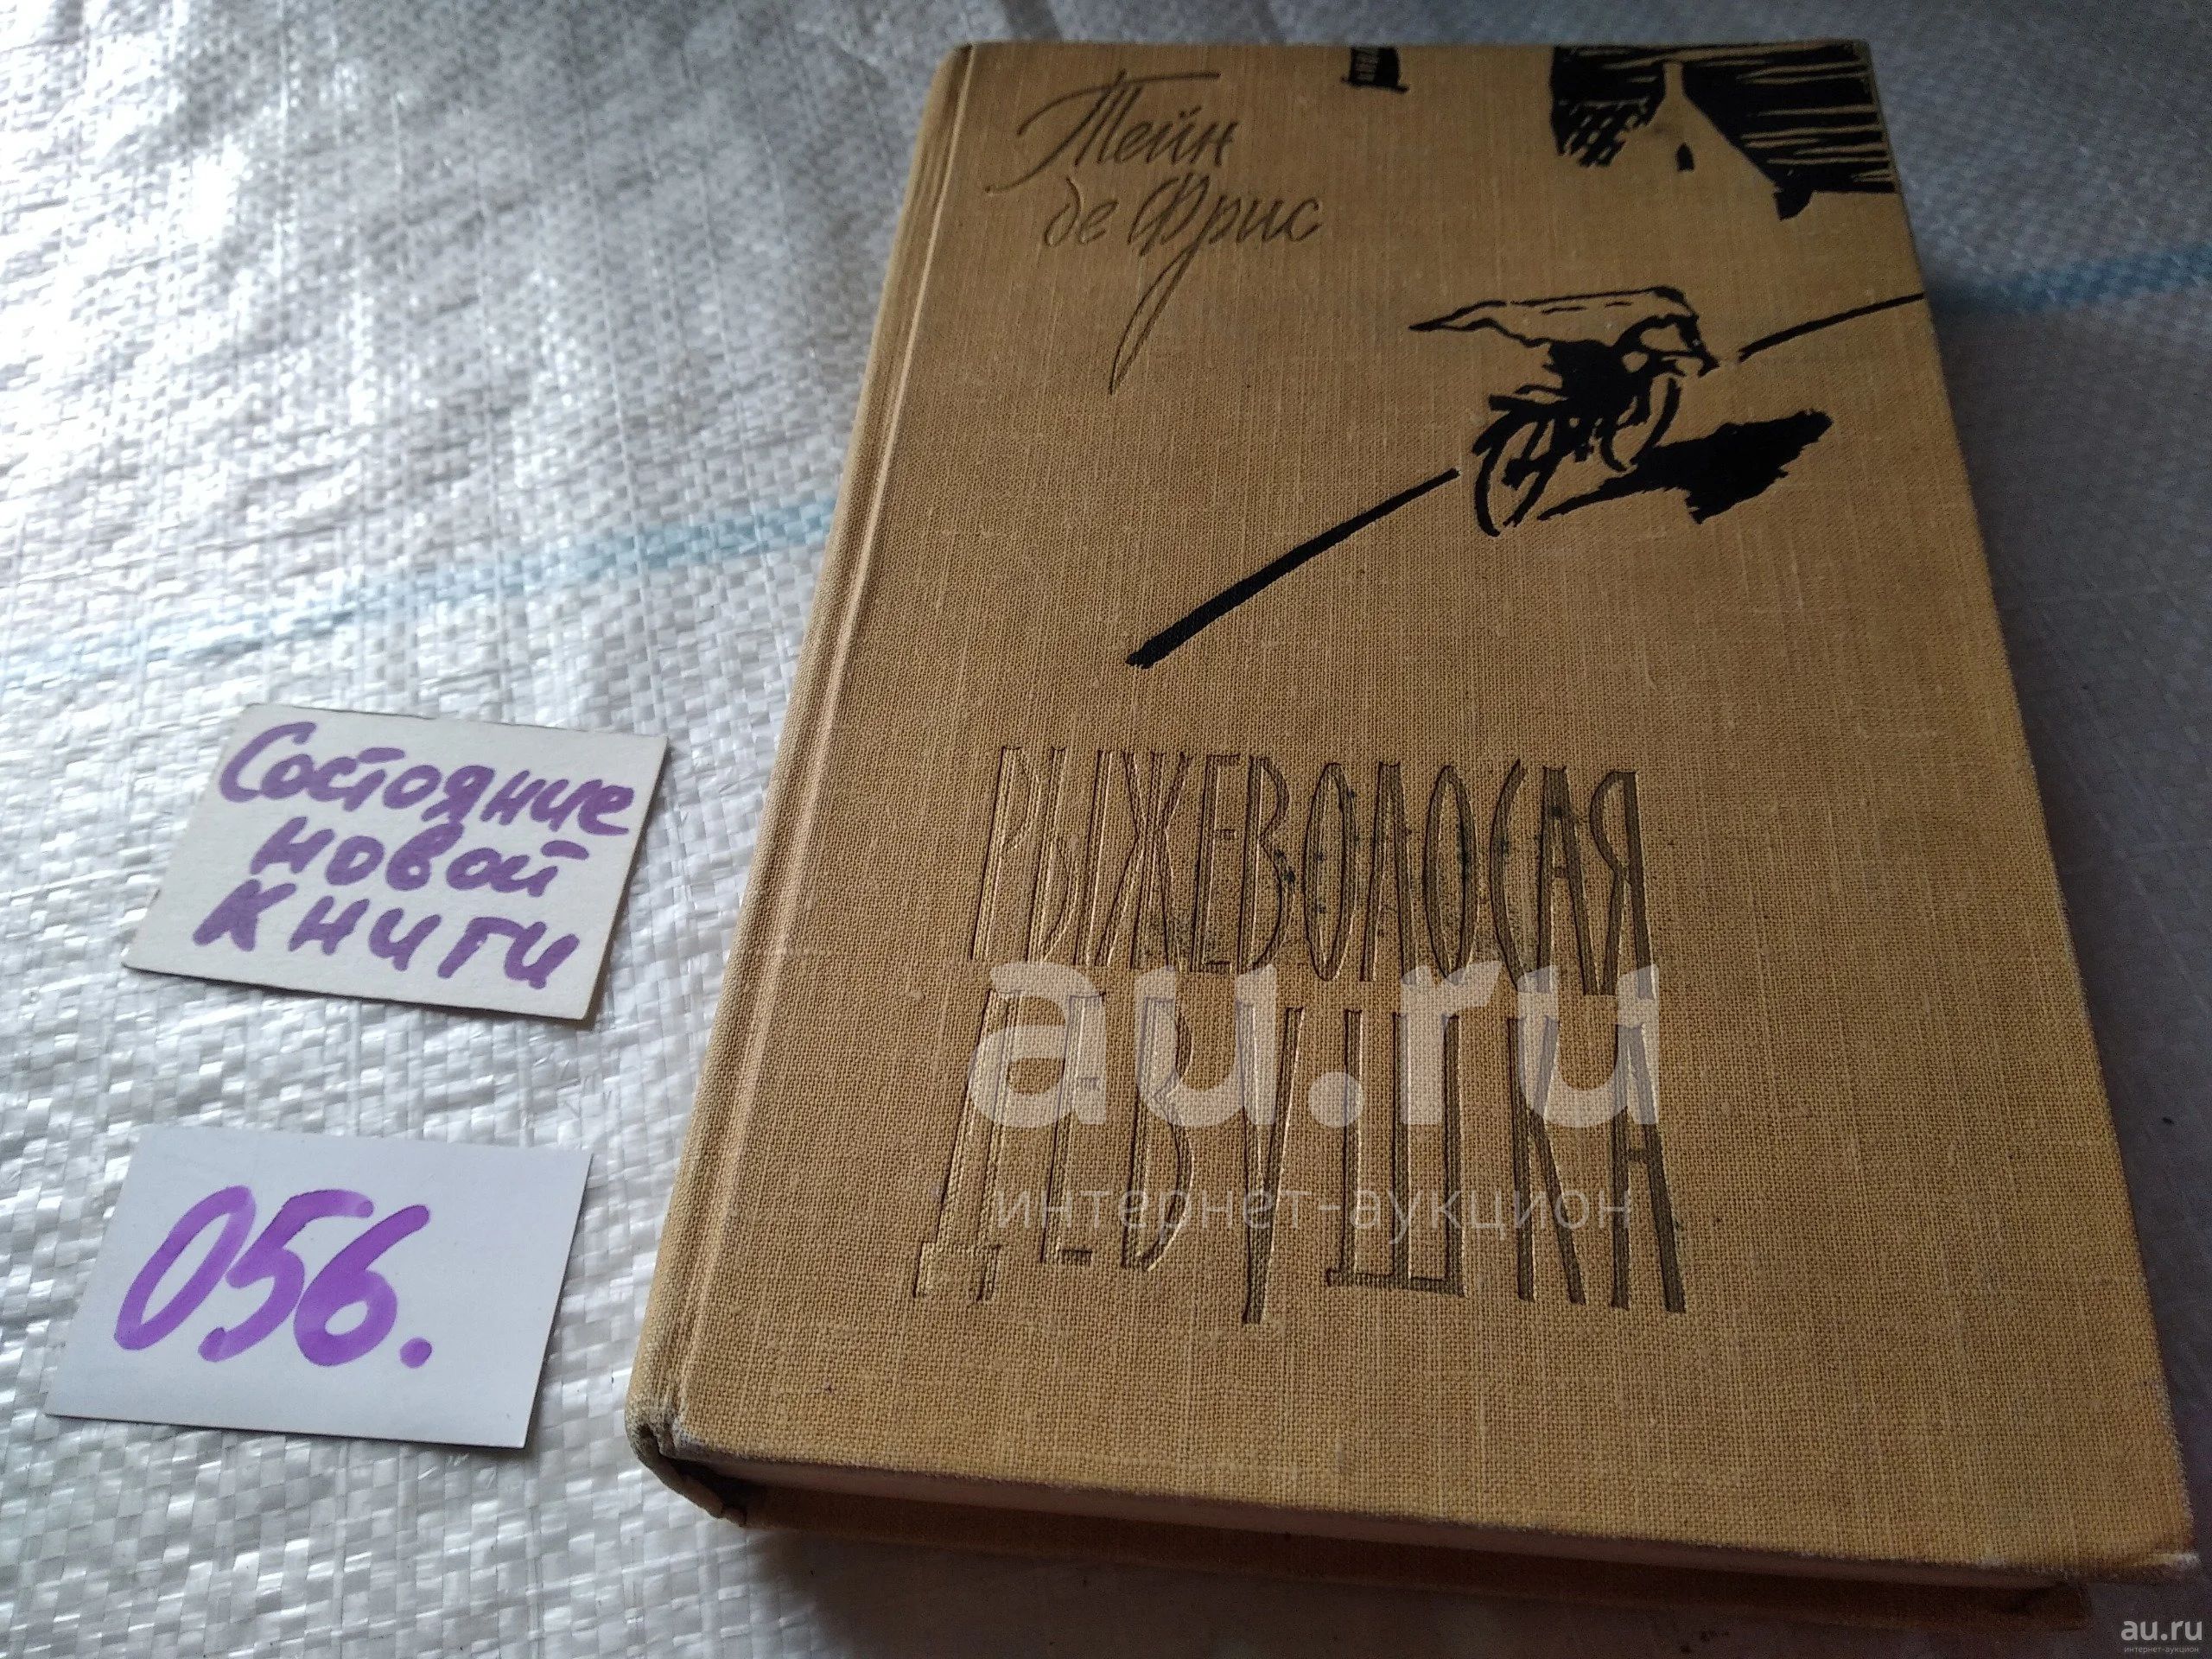 Тейн
де Фрис
РЫЖЕВОЛОСАЯ
ДЕВУШКА
Состояние
новой
книги
056.
au.ru
интернет-аукцион
au.ru
интернет-аукцион